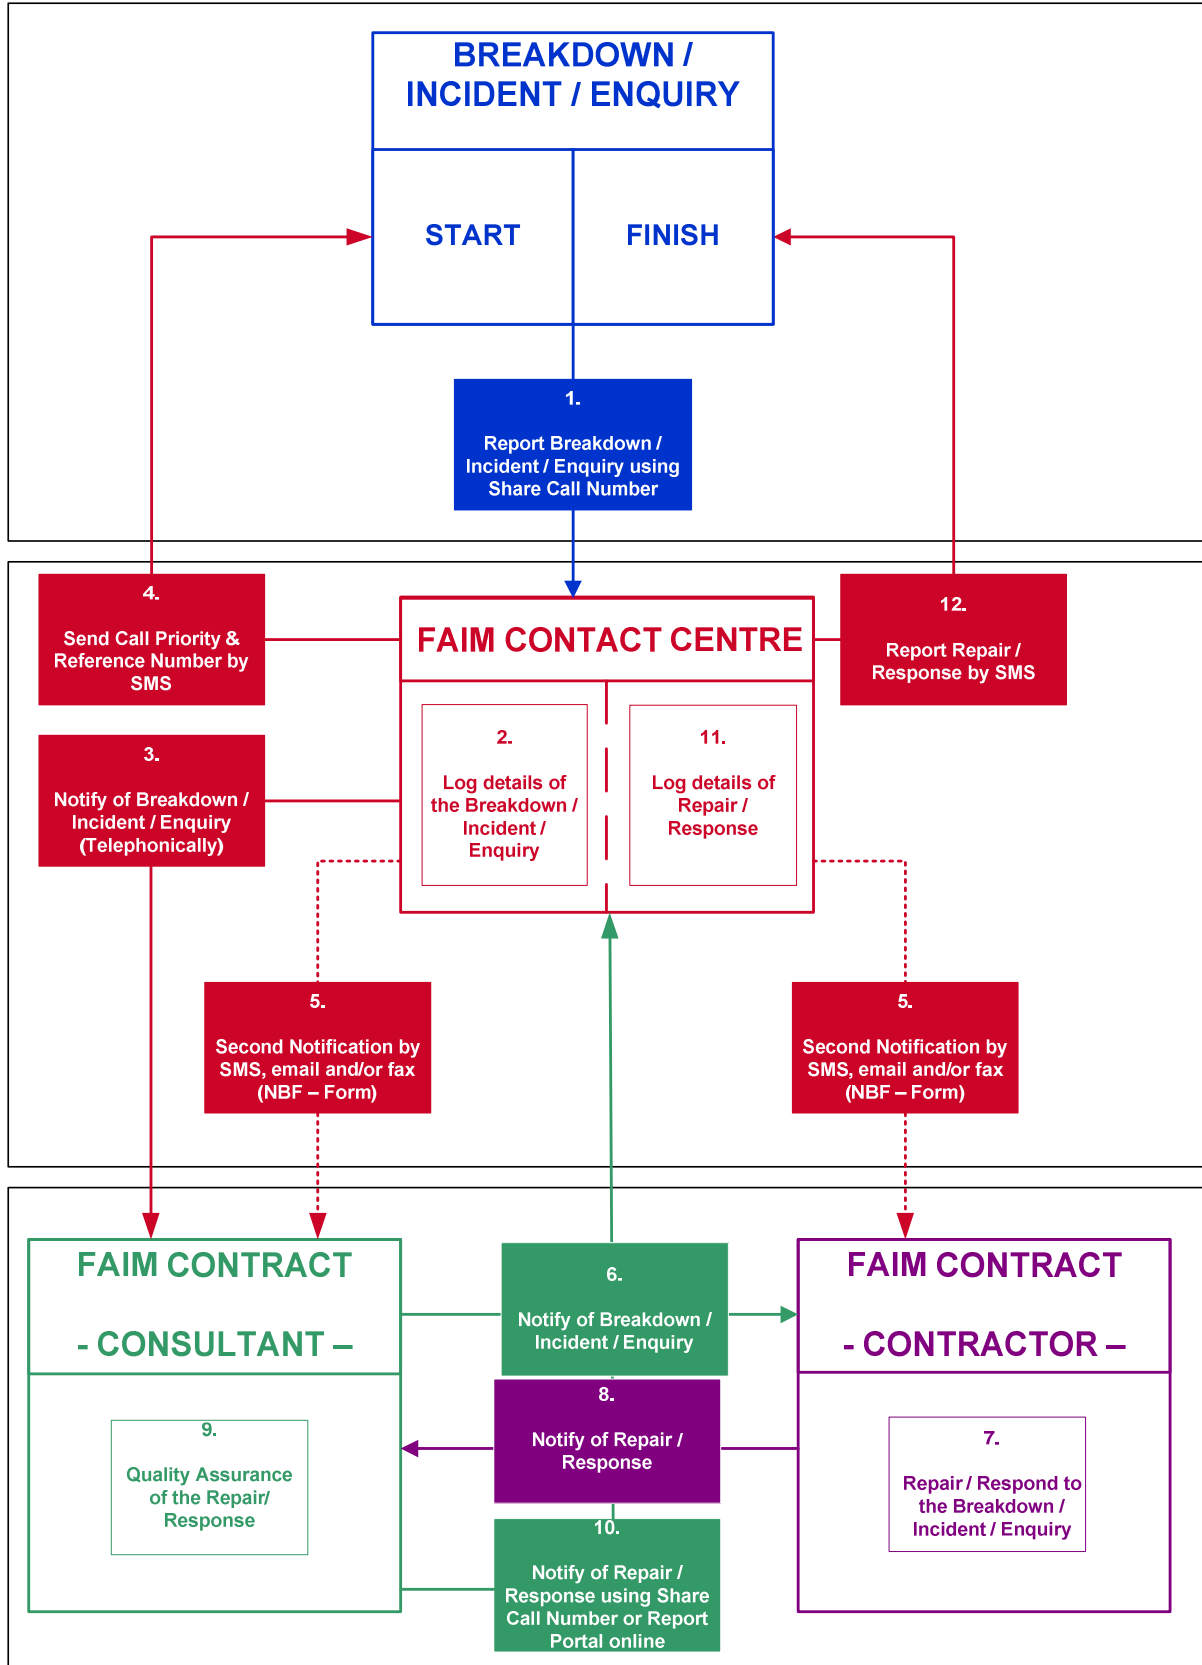 BREAKDOWN /
INCIDENT / ENQUIRY
START
FINISH
1.
Report Breakdown /
Incident / Enquiry using
Share Call Number
4.
Send Call Priority &
Reference Number by
SMS
FAIM CONTACT CENTRE
12.
Report Repair /
Response by SMS
3.
Notify of Breakdown /
Incident / Enquiry
(Telephonically)
2.
Log details of
the Breakdown /
Incident /
Enquiry
11.
Log details of
Repair /
Response
5.
Second Notification by
SMS, email and/or fax
(NBF – Form)
5.
Second Notification by
SMS, email and/or fax
(NBF – Form)
FAIM CONTRACT
- CONSULTANT –
6.
Notify of Breakdown /
Incident / Enquiry
FAIM CONTRACT
- CONTRACTOR –
9.
Quality Assurance
of the Repair/
Response
8.
Notify of Repair /
Response
7.
Repair / Respond to
the Breakdown /
Incident / Enquiry
10.
Notify of Repair /
Response using Share
Call Number or Report
Portal online